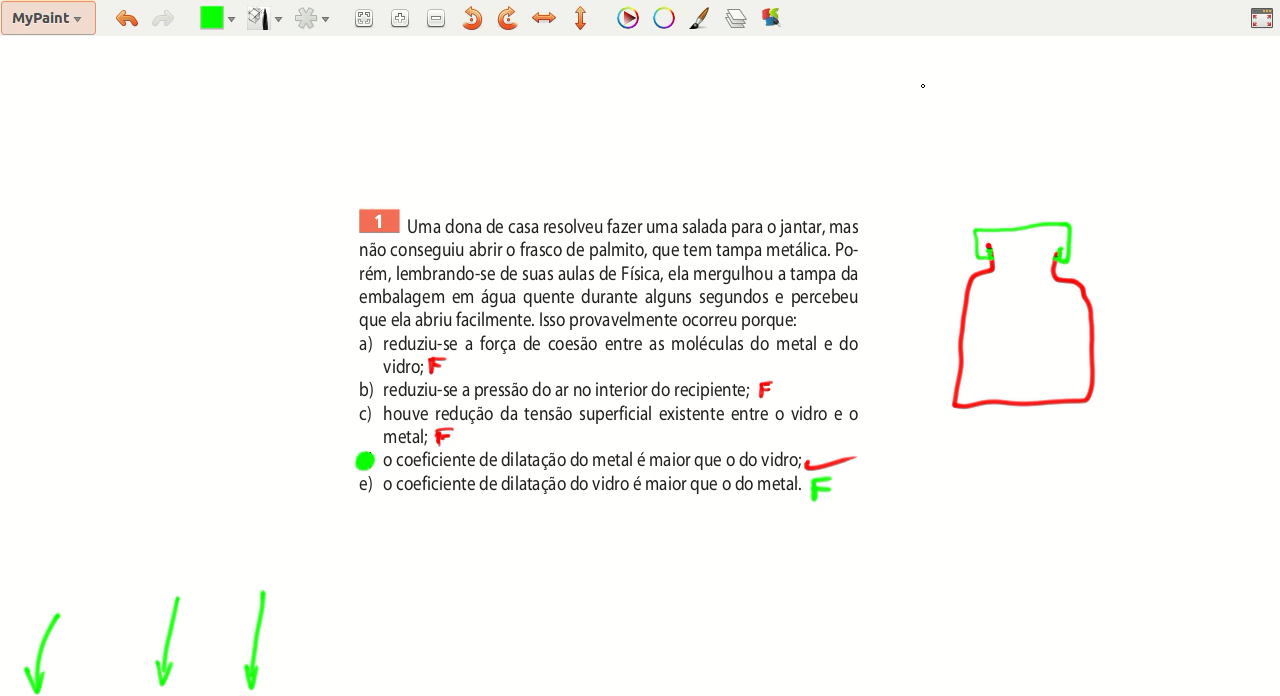 MyPaint
1 Uma dona de casa resolveu fazer uma salada para o jantar, mas
não conseguiu abrir o frasco de palmito, que tem tampa metálica. Po-
rém, lembrando-se de suas aulas de Física, ela mergulhou a tampa da
embalagem em água quente durante alguns segundos e percebeu
que ela abriu facilmente. Isso provavelmente ocorreu porque:
a) reduziu-se a força de coesão entre as moléculas do metal e do
vidro; F
b) reduziu-se a pressão do ar no interior do recipiente; F
c) houve redução da tensão superficial existente entre o vidro e o
metal; F
o coeficiente de dilatação do metal é maior que o do vidro;
e) o coeficiente de dilatação do vidro é maior que o do metal. F